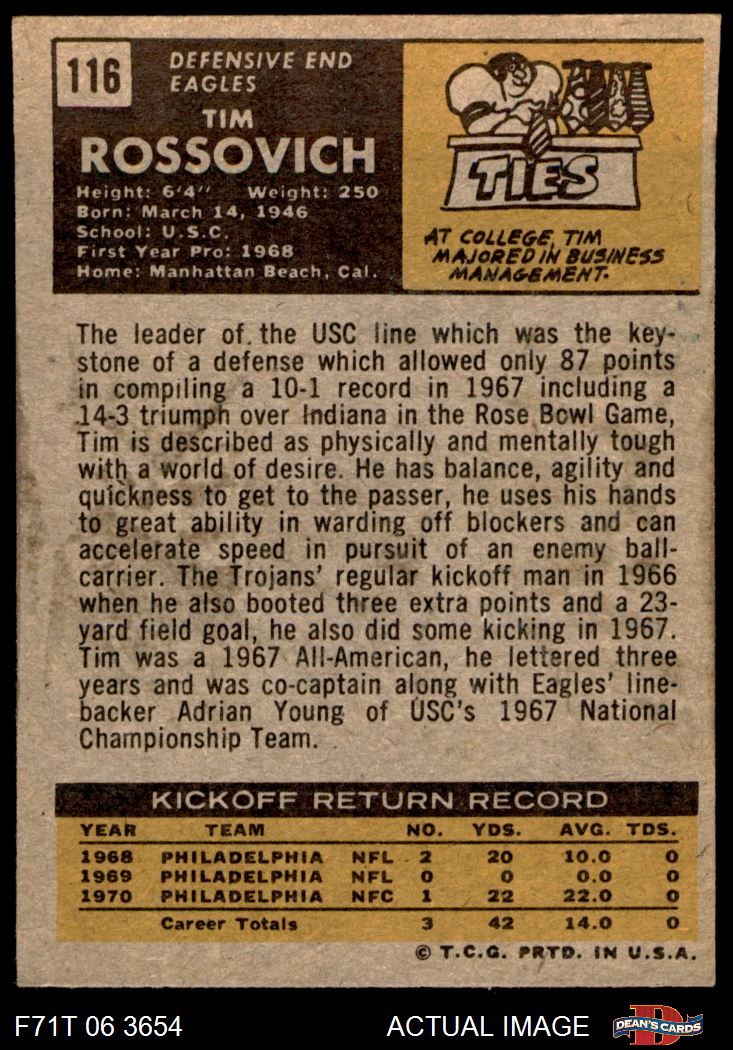 116
DEFENSIVE END
EAGLES
TIM
ROSSOVICH
Height: 6'4" Weight: 250
Born: March 14, 1946
School: U.S.C.
First Year Pro: 1968
Home: Manhattan Beach, Cal.
TIES
AT COLLEGE, TIM
MAJORED IN BUSINESS
MANAGEMENT.
The leader of the USC line which was the key-
stone of a defense which allowed only 87 points
in compiling a 10-1 record in 1967 including a
14-3 triumph over Indiana in the Rose Bowl Game,
Tim is described as physically and mentally tough
with a world of desire. He has balance, agility and
quickness to get to the passer, he uses his hands
to great ability in warding off blockers and can
accelerate speed in pursuit of an enemy ball-
carrier. The Trojans' regular kickoff man in 1966
when he also booted three extra points and a 23-
yard field goal, he also did some kicking in 1967.
Tim was a 1967 All-American, he lettered three
years and was co-captain along with Eagles' line-
backer Adrian Young of USC's 1967 National
Championship Team.
KICKOFF RETURN RECORD
YEAR TEAM NO. YDS. AVG. TDS.
1968 PHILADELPHIA NFL 2 20 10.0 0
1969 PHILADELPHIA NFL 0 0 0.0 0
1970 PHILADELPHIA NFC 1 22 22.0 0
Career Totals 3 42 14.0 0
© T.C.G. PRTD. IN U.S.A.
F71T 06 3654 ACTUAL IMAGE D DEAN'S CARDS